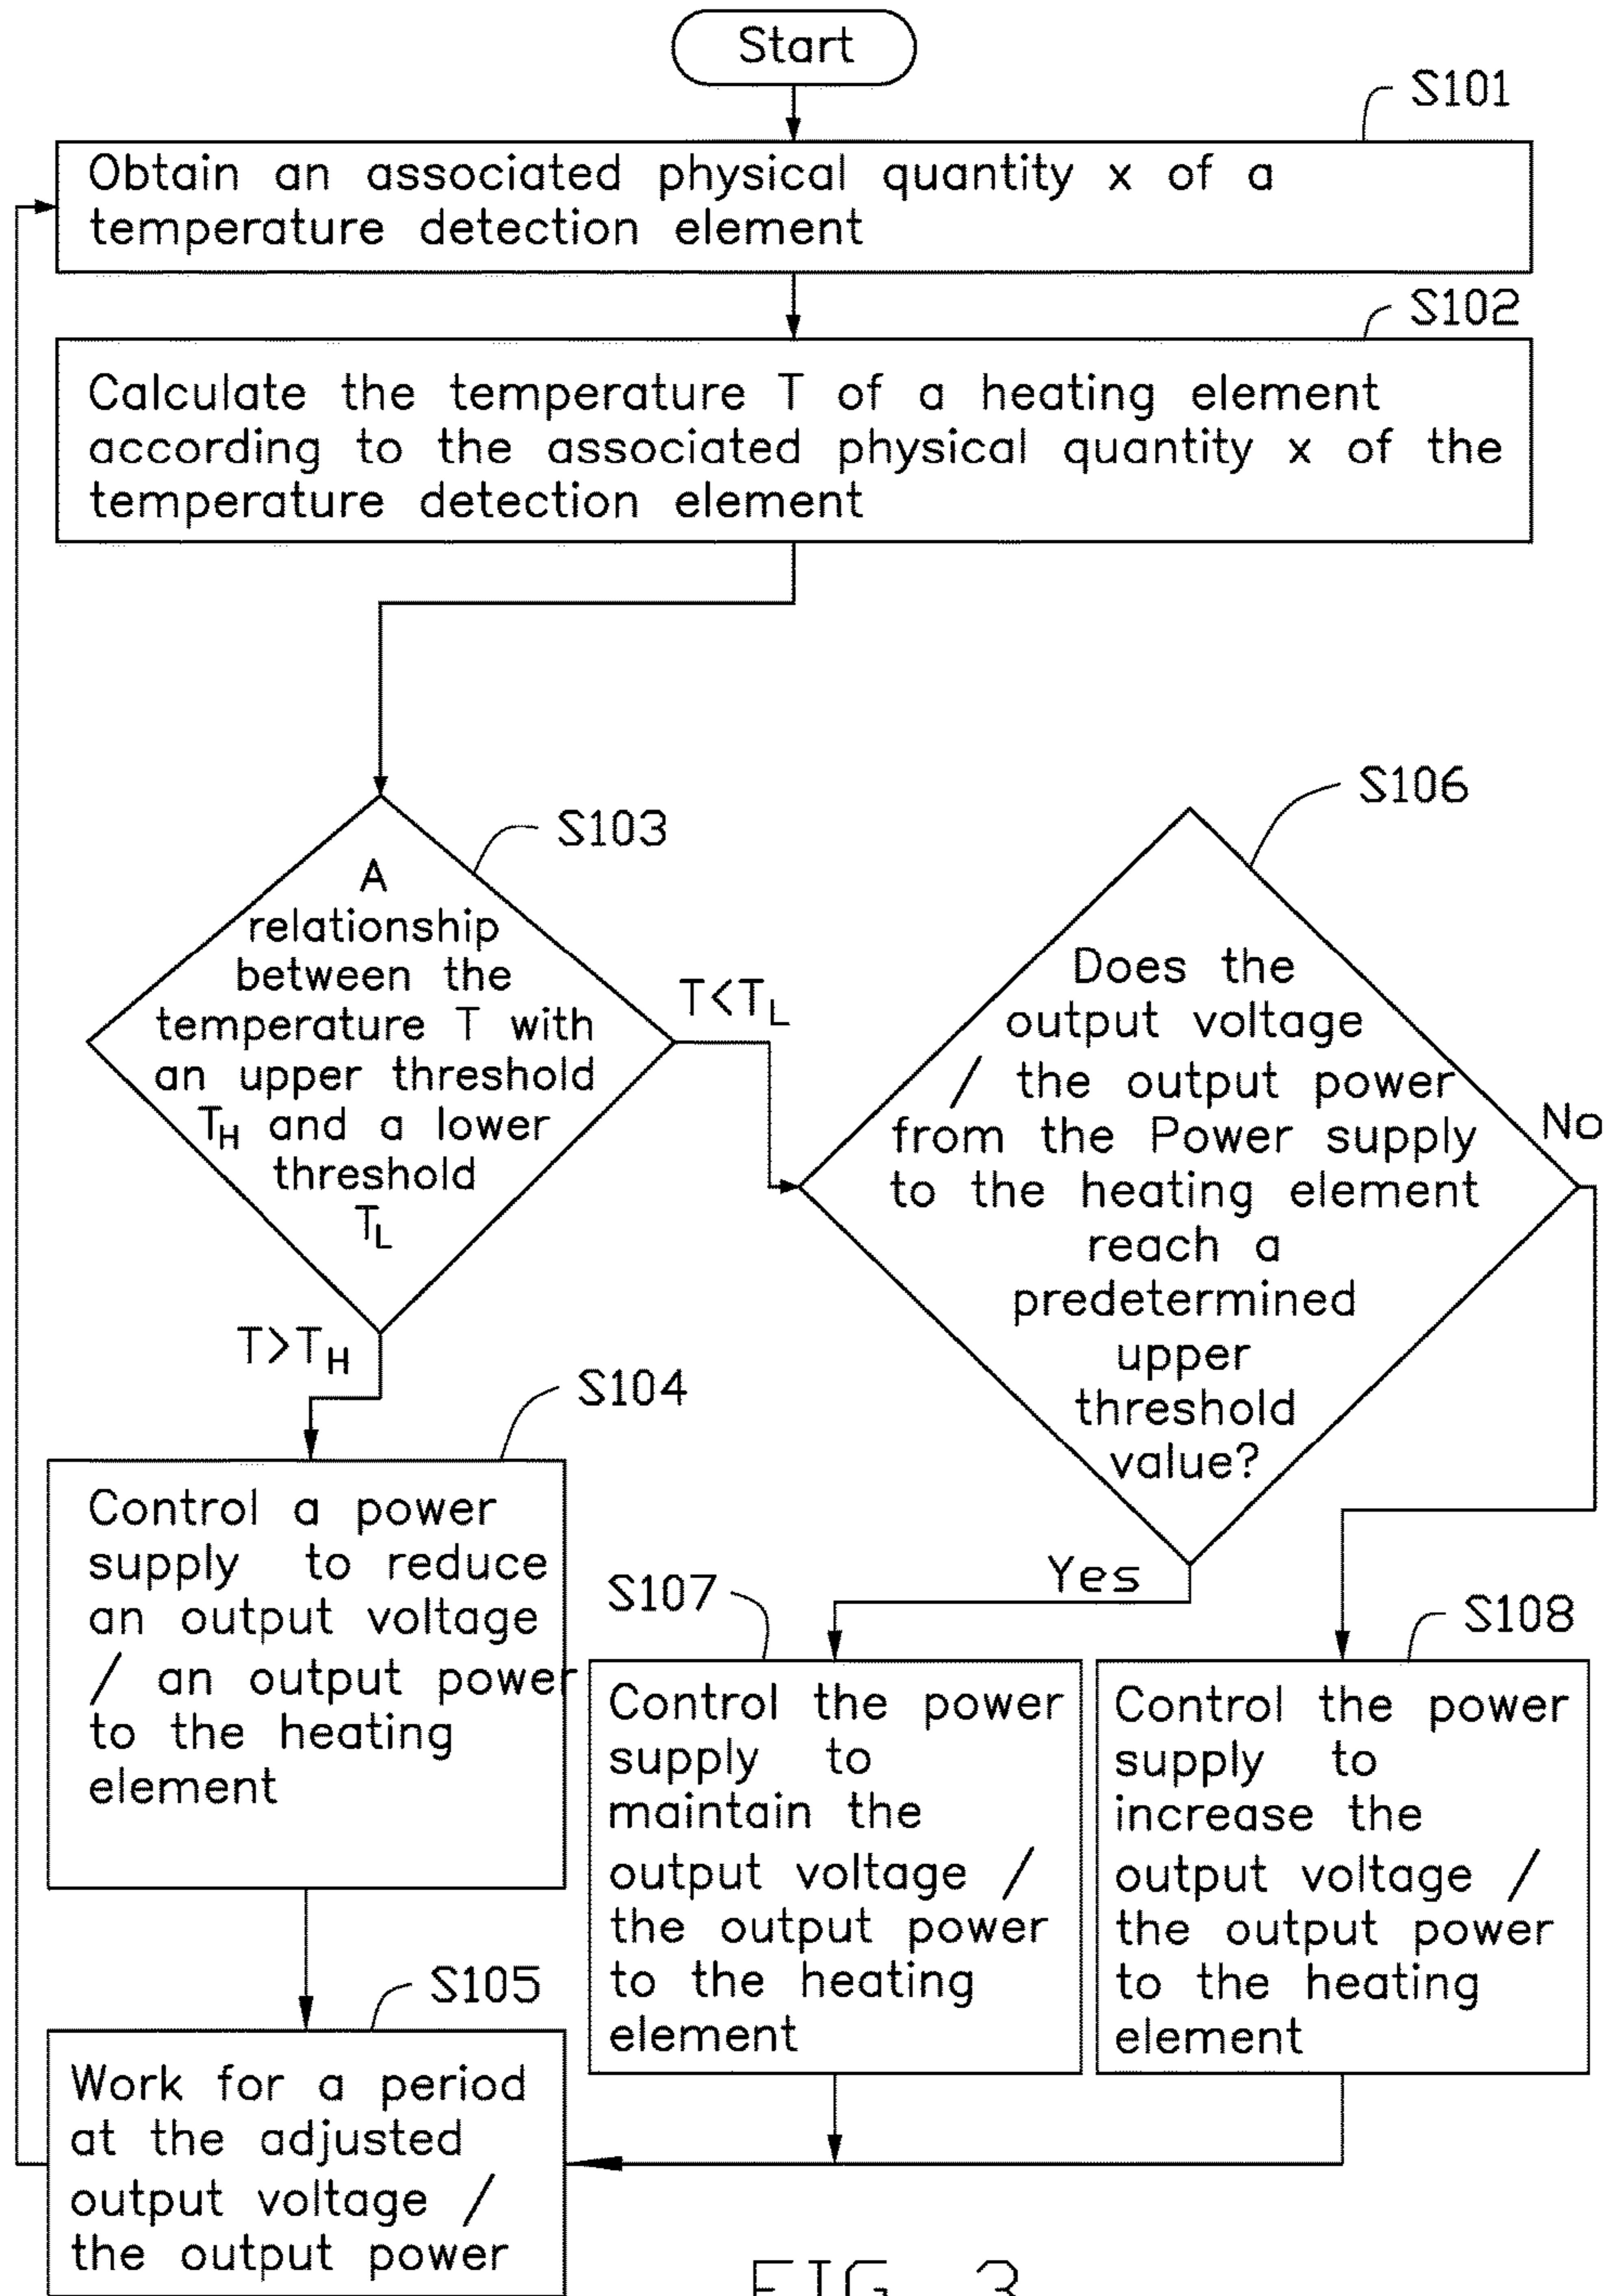 Start
S101
Obtain an associated physical quantity x of a
temperature detection element
S102
Calculate the temperature T of a heating element
according to the associated physical quantity x of the
temperature detection element
S103
A
relationship
between the
temperature T with
an upper threshold
TH and a lower
threshold
TL
T<TL
T>TH
S106
Does the
output voltage
/ the output power
from the Power supply
to the heating element
reach a
predetermined
upper
threshold
value?
No
Yes
S104
Control a power
supply to reduce
an output voltage
/ an output power
to the heating
element
S107
Control the power
supply to
maintain the
output voltage /
the output power
to the heating
element
S108
Control the power
supply to
increase the
output voltage /
the output power
to the heating
element
S105
Work for a period
at the adjusted
output voltage /
the output power
FIG. 3